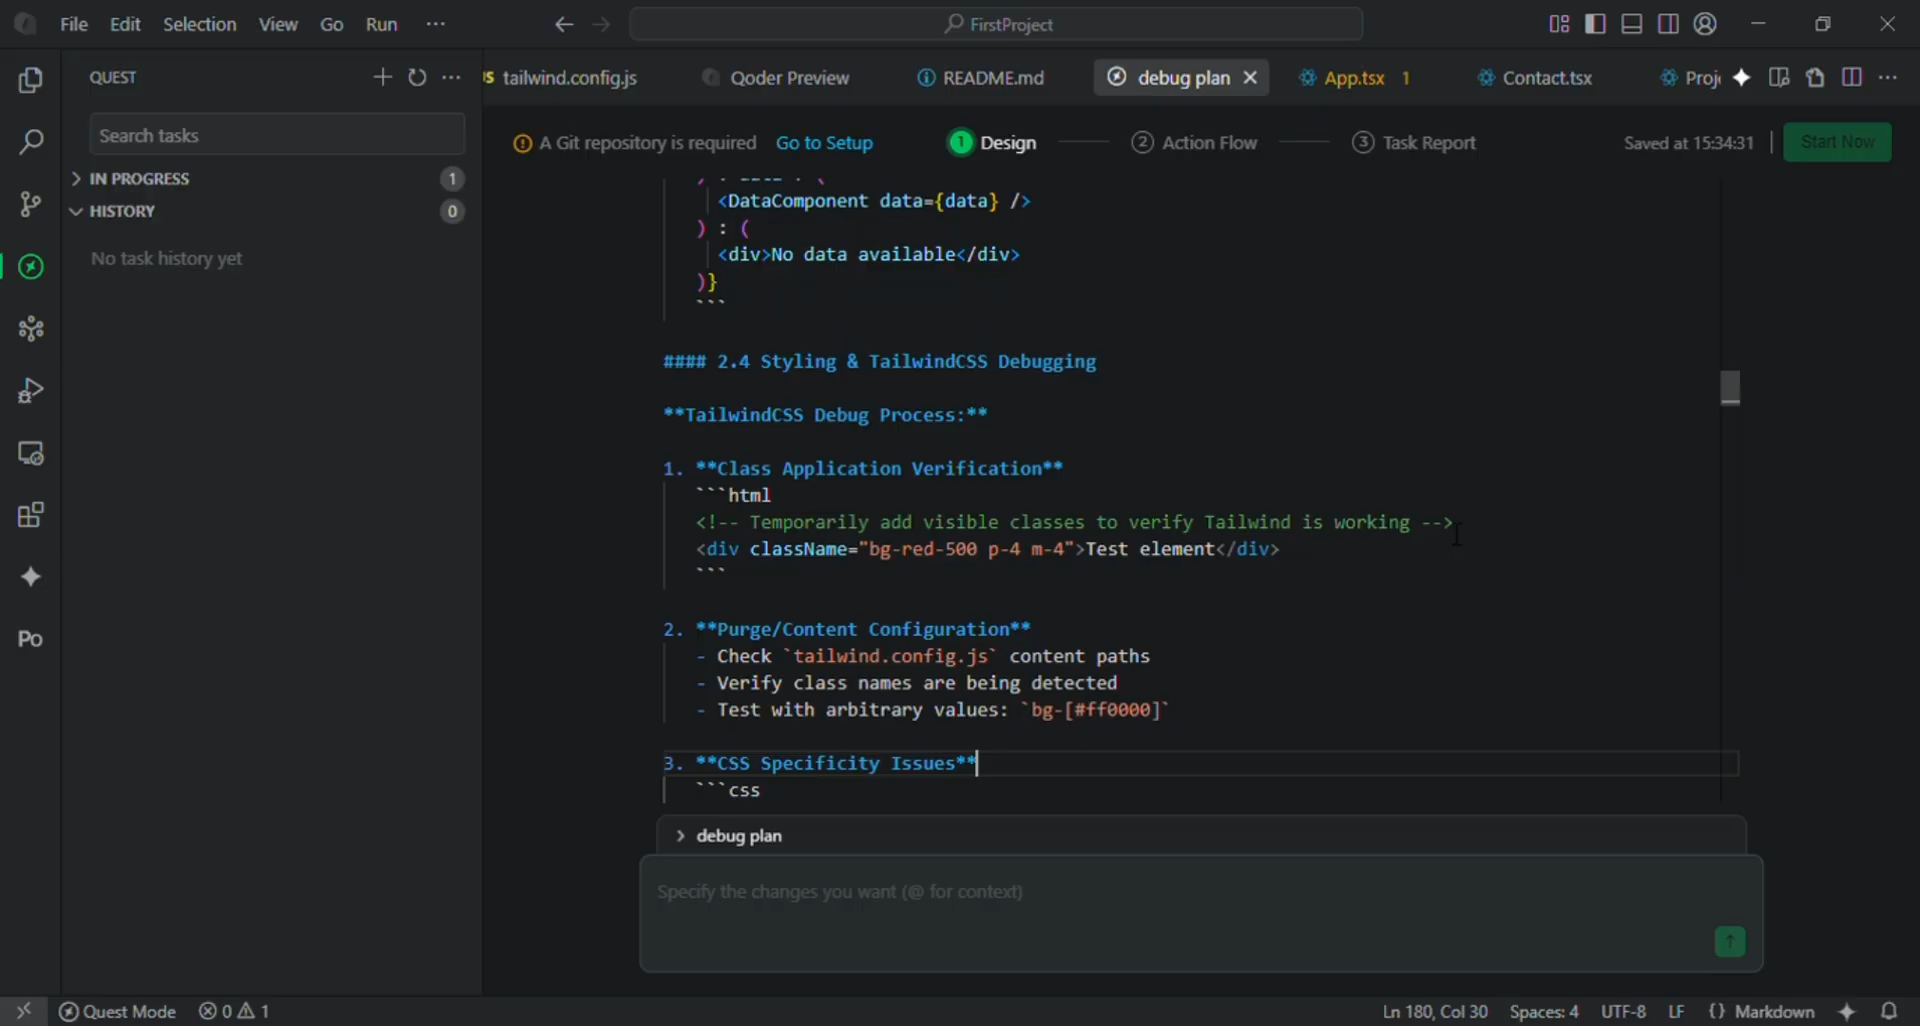 File Edit Selection View Go Run ··· FirstProject
QUEST
JS tailwind.config.js Qoder Preview README.md debug plan App.tsx 1 Contact.tsx Proj
Search tasks
IN PROGRESS 1
HISTORY 0
No task history yet
A Git repository is required Go to Setup 1 Design 2 Action Flow 3 Task Report Saved at 15:34:31 Start Now
<DataComponent data={data} />
) : (
<div>No data available</div>
)}
```
#### 2.4 Styling & TailwindCSS Debugging
**TailwindCSS Debug Process:**
1. **Class Application Verification**
```html
<!-- Temporarily add visible classes to verify Tailwind is working -->
<div className="bg-red-500 p-4 m-4">Test element</div>
```
2. **Purge/Content Configuration**
- Check `tailwind.config.js` content paths
- Verify class names are being detected
- Test with arbitrary values: `bg-[#ff0000]`
3. **CSS Specificity Issues**
```css
debug plan
Specify the changes you want (@ for context)
Po
Quest Mode 0 1 Ln 180, Col 30 Spaces: 4 UTF-8 LF {} Markdown